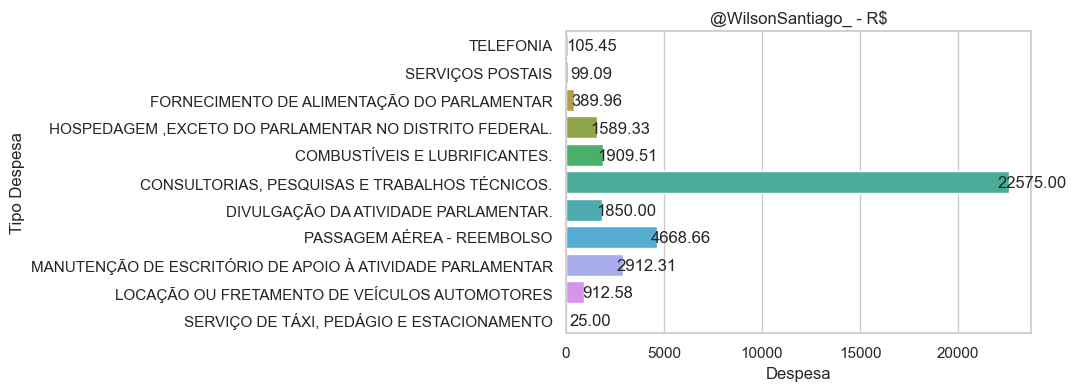 @WilsonSantiago_ - R$
Tipo Despesa
TELEFONIA 105.45
SERVIÇOS POSTAIS 99.09
FORNECIMENTO DE ALIMENTAÇÃO DO PARLAMENTAR 389.96
HOSPEDAGEM ,EXCETO DO PARLAMENTAR NO DISTRITO FEDERAL. 1589.33
COMBUSTÍVEIS E LUBRIFICANTES. 1909.51
CONSULTORIAS, PESQUISAS E TRABALHOS TÉCNICOS. 22575.00
DIVULGAÇÃO DA ATIVIDADE PARLAMENTAR. 1850.00
PASSAGEM AÉREA - REEMBOLSO 4668.66
MANUTENÇÃO DE ESCRITÓRIO DE APOIO À ATIVIDADE PARLAMENTAR 2912.31
LOCAÇÃO OU FRETAMENTO DE VEÍCULOS AUTOMOTORES 912.58
SERVIÇO DE TÁXI, PEDÁGIO E ESTACIONAMENTO 25.00
0 5000 10000 15000 20000
Despesa